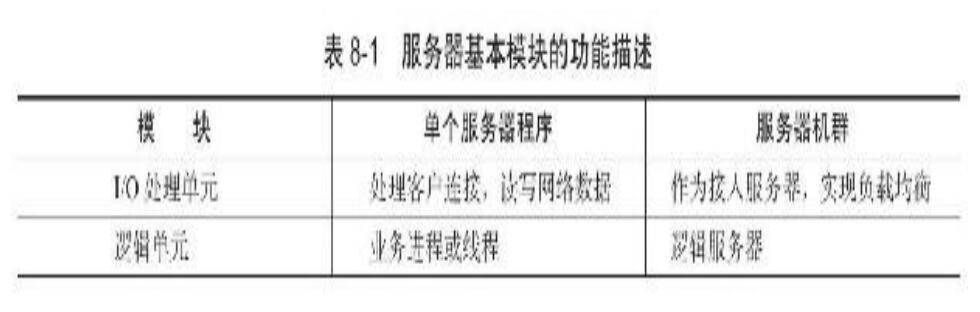 表 8-1 服务器基本模块的功能描述
模 块 单个服务器程序 服务器机群
I/O 处理单元 处理客户连接，读写网络数据 作为接入服务器，实现负载均衡
逻辑单元 业务进程或线程 逻辑服务器